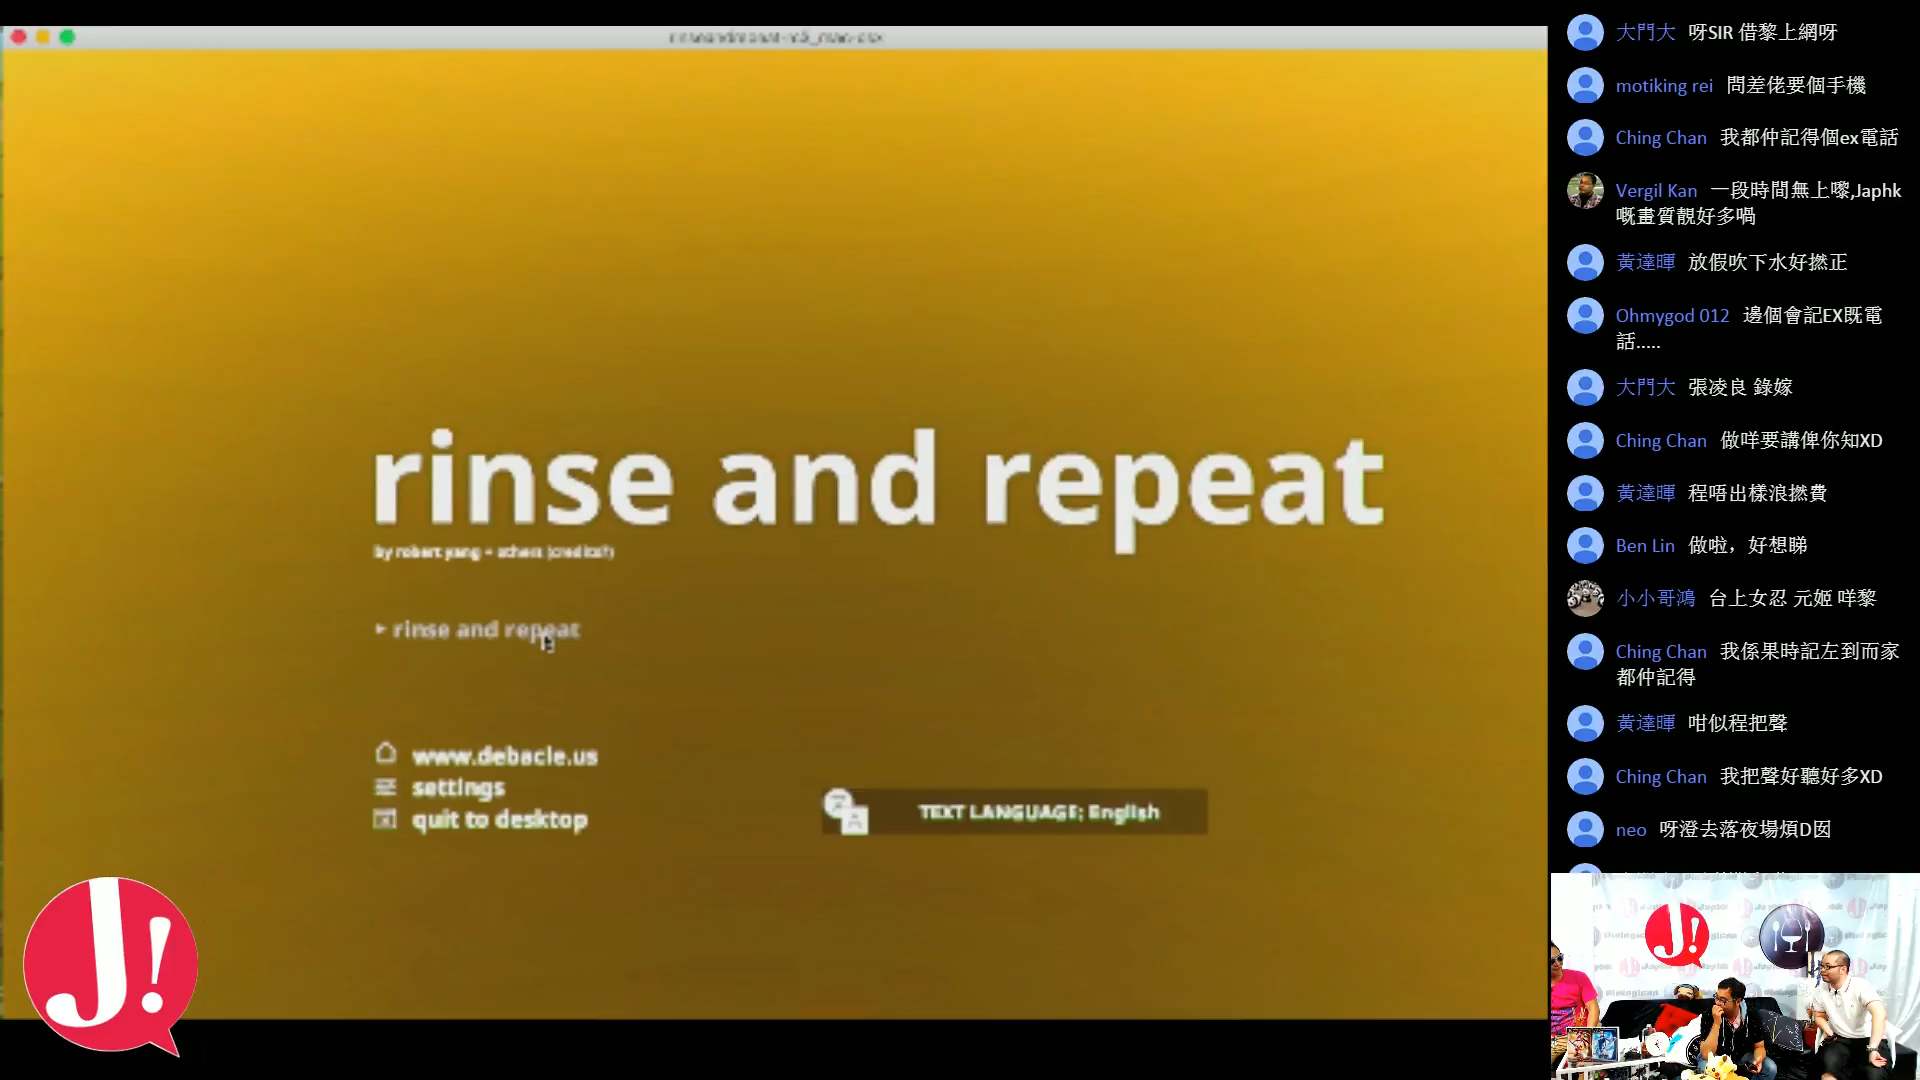 rinse and repeat
by robert yang + others (credits?)
rinse and repeat
www.debacle.us
settings
quit to desktop
TEXT LANGUAGE: English
J!
大門大 呀SIR 借黎上網呀
motiking rei 問差佬要個手機
Ching Chan 我都仲記得個ex電話
Vergil Kan 一段時間無上嚟,Japhk
嘅畫質靚好多喎
黃達暉 放假吹下水好撚正
Ohmygod 012 邊個會記EX既電
話.....
大門大 張凌良 錄嫁
Ching Chan 做咩要講俾你知XD
黃達暉 程唔出樣浪撚費
Ben Lin 做啦，好想睇
小小哥鴻 台上女忍 元姬 咩黎
Ching Chan 我係果時記左到而家
都仲記得
黃達暉 咁似程把聲
Ching Chan 我把聲好聽好多XD
neo 呀澄去落夜場煩D囡
J!